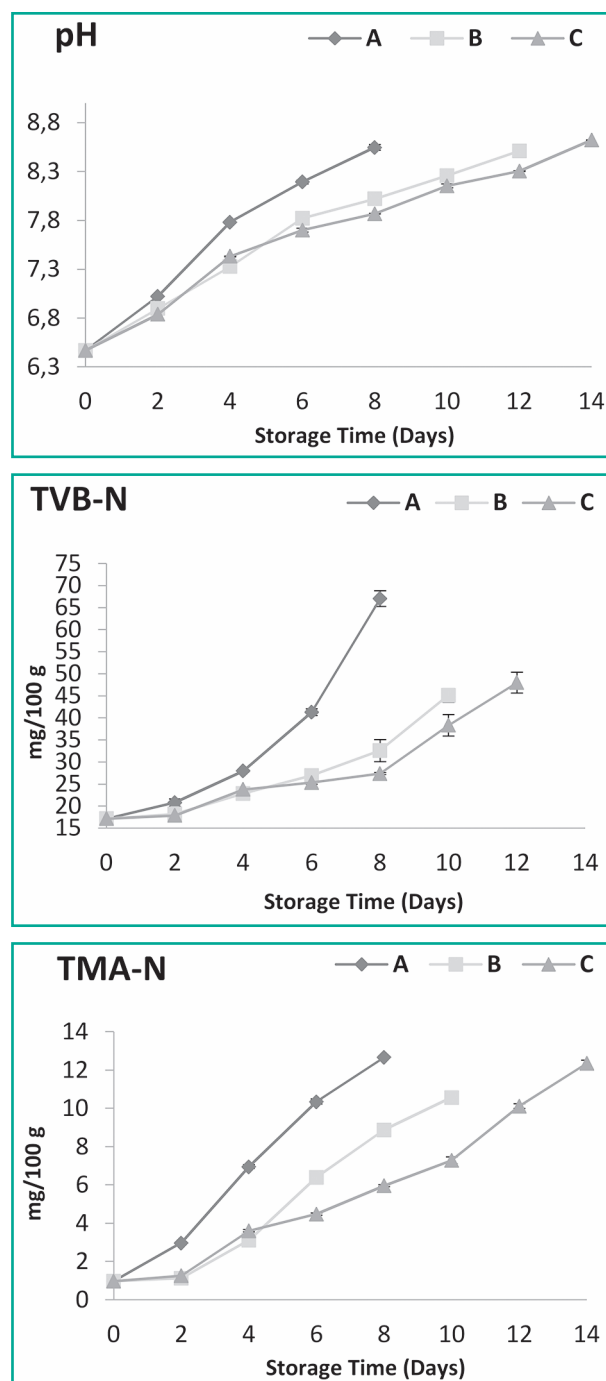 pH
A B C
8,8
8,3
7,8
7,3
6,8
6,3
0 2 4 6 8 10 12 14
Storage Time (Days)
TVB-N
A B C
75
70
65
60
55
50
45
40
35
30
25
20
15
mg/100 g
0 2 4 6 8 10 12 14
Storage Time (Days)
TMA-N
A B C
14
12
10
8
6
4
2
0
mg/100 g
0 2 4 6 8 10 12 14
Storage Time (Days)